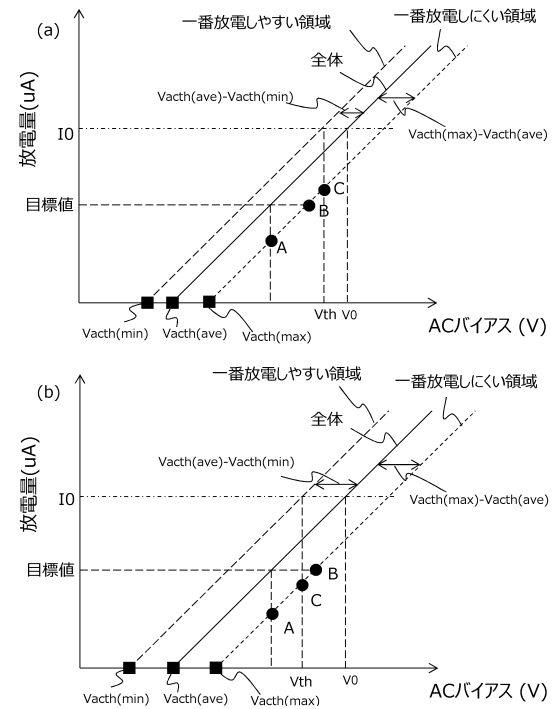 (a)
一番放電しやすい領域
一番放電しにくい領域
全体
Vacth(ave)-Vacth(min)
Vacth(max)-Vacth(ave)
放電量(uA)
I0
目標値
C
B
A
Vth
V0
ACバイアス (V)
Vacth(min)
Vacth(ave)
Vacth(max)
(b)
一番放電しやすい領域
一番放電しにくい領域
全体
Vacth(ave)-Vacth(min)
Vacth(max)-Vacth(ave)
放電量(uA)
I0
目標値
B
C
A
Vth
V0
ACバイアス (V)
Vacth(min)
Vacth(ave)
Vacth(max)